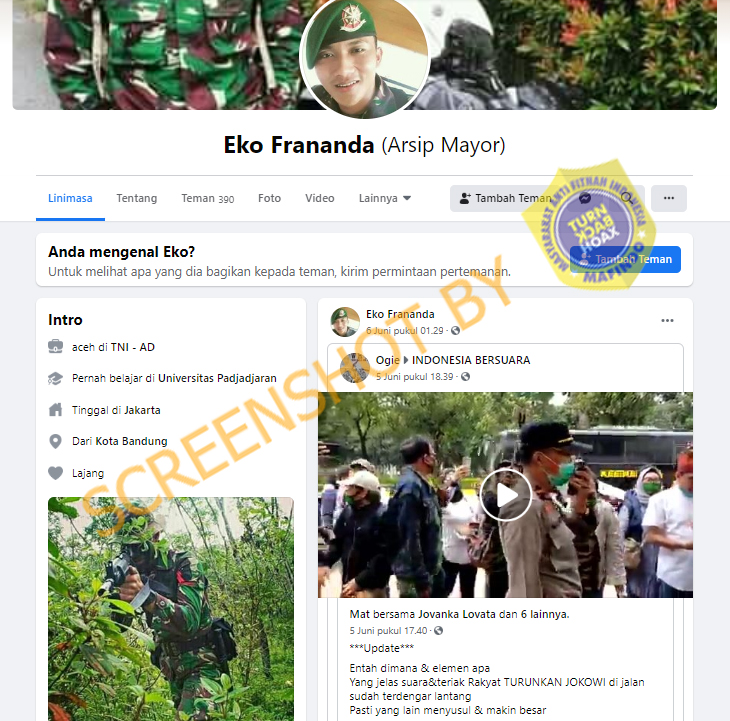 Eko Frananda (Arsip Mayor)
Linimasa Tentang Teman 390 Foto Video Lainnya Tambah Teman
MASYARAKAT ANTI FITNAH INDONESIA
TURN
BACK
HOAX
MAFINDO
Anda mengenal Eko?
Untuk melihat apa yang dia bagikan kepada teman, kirim permintaan pertemanan.
Tambah Teman
Intro
aceh di TNI - AD
Pernah belajar di Universitas Padjadjaran
Tinggal di Jakarta
Dari Kota Bandung
Lajang
SCREENSHOT BY
Eko Frananda
6 Juni pukul 01.29 ·
Ogie INDONESIA BERSUARA
5 Juni pukul 18.39 ·
Mat bersama Jovanka Lovata dan 6 lainnya.
5 Juni pukul 17.40 ·
***Update***
Entah dimana & elemen apa
Yang jelas suara&teriak Rakyat TURUNKAN JOKOWI di jalan
sudah terdengar lantang
Pasti yang lain menyusul & makin besar